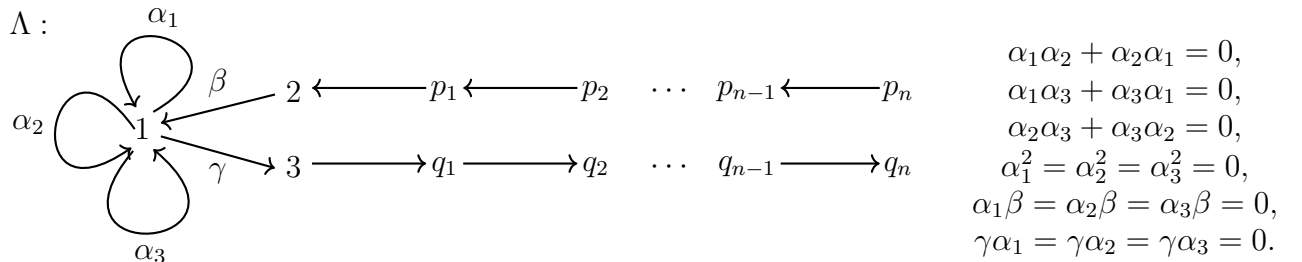 Λ :
α₁
β
2
p₁
p₂
⋯
pₙ₋₁
pₙ
α₂
1
γ
3
q₁
q₂
⋯
qₙ₋₁
qₙ
α₃
α₁α₂ + α₂α₁ = 0,
α₁α₃ + α₃α₁ = 0,
α₂α₃ + α₃α₂ = 0,
α₁² = α₂² = α₃² = 0,
α₁β = α₂β = α₃β = 0,
γα₁ = γα₂ = γα₃ = 0.